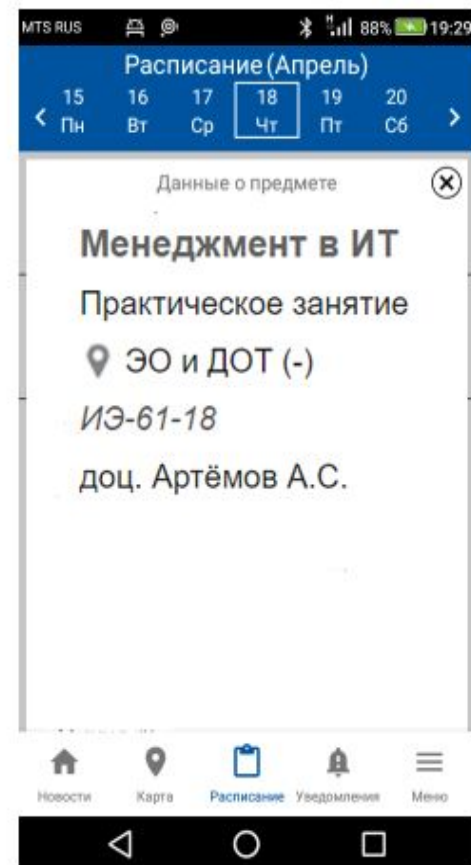 MTS RUS 88% 19:29
Расписание(Апрель)
15 16 17 18 19 20
Пн Вт Ср Чт Пт Сб
Данные о предмете
Менеджмент в ИТ
Практическое занятие
ЭО и ДОТ (-)
ИЭ-61-18
доц. Артёмов А.С.
Новости Карта Расписание Уведомления Меню